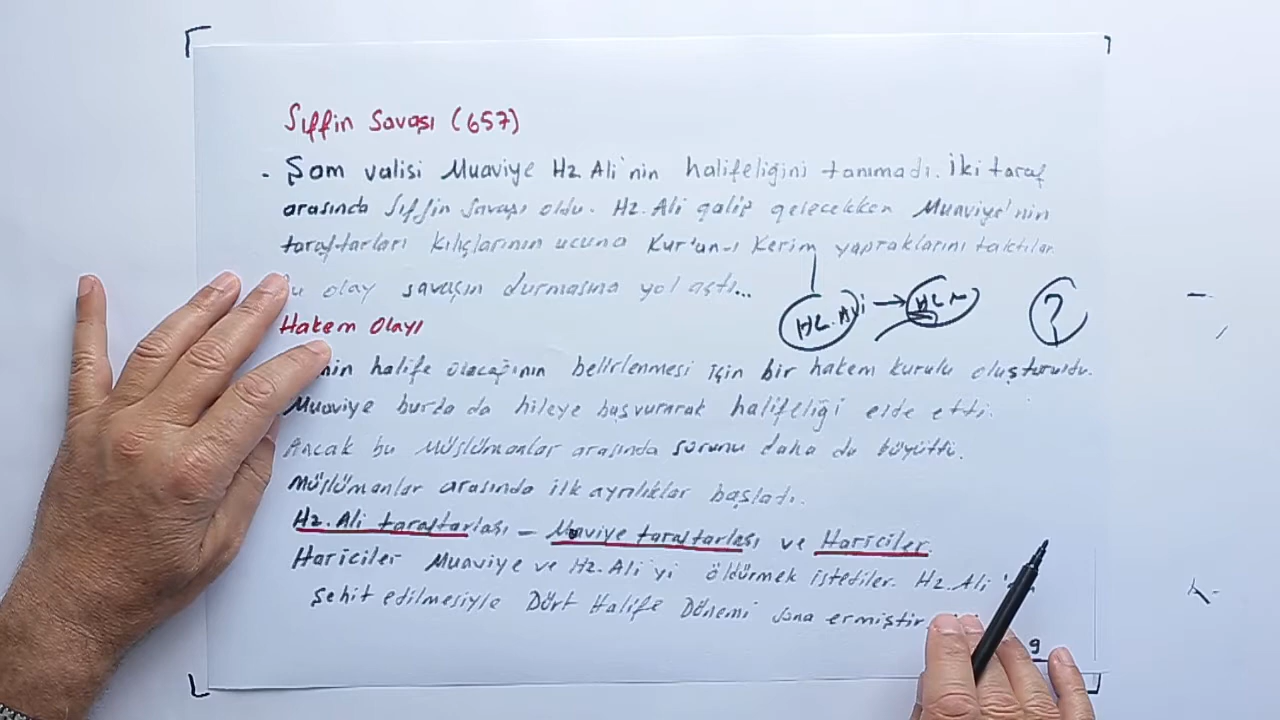 Sıffin Savaşı (657)
- Şam valisi Muaviye Hz Ali'nin halifeliğini tanımadı. İki taraf
arasında Sıffin Savaşı oldu. Hz. Ali galip gelecekken Muaviye'nin
taraftarları kılıçlarının ucuna Kur'an-ı Kerim yapraklarını taktılar.
olay savaşın durmasına yol açtı...
Hz. Ali → ?
Hakem Olayı
halife olacağının belirlenmesi için bir hakem kurulu oluşturuldu.
Muaviye burda da hileye başvurarak halifeliği elde etti.
Ancak bu Müslümanlar arasında sorunu daha da büyüttü.
Müslümanlar arasında ilk ayrılıklar başladı.
Hz. Ali taraftarları - Muaviye taraftarları ve Hariciler
Hariciler Muaviye ve Hz. Ali'yi öldürmek istediler. Hz. Ali
şehit edilmesiyle Dört Halife Dönemi sona ermiştir.
9